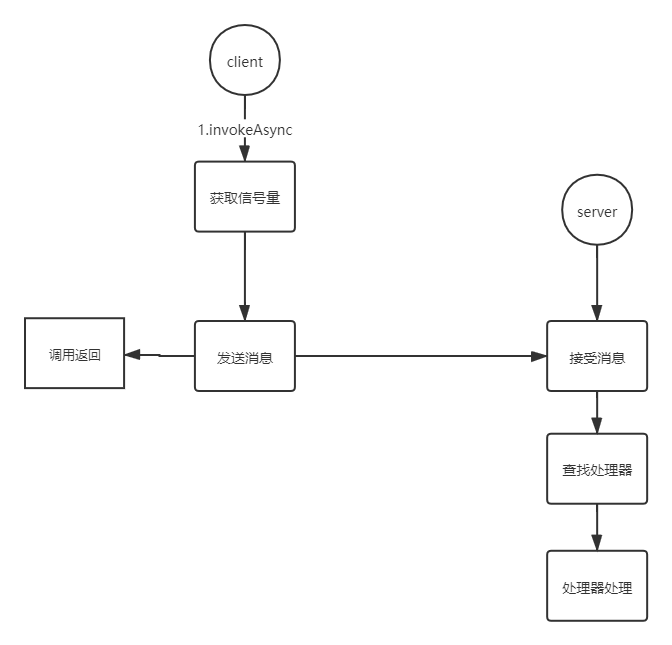 client
1.invokeAsync
获取信号量
server
调用返回
发送消息
接受消息
查找处理器
处理器处理